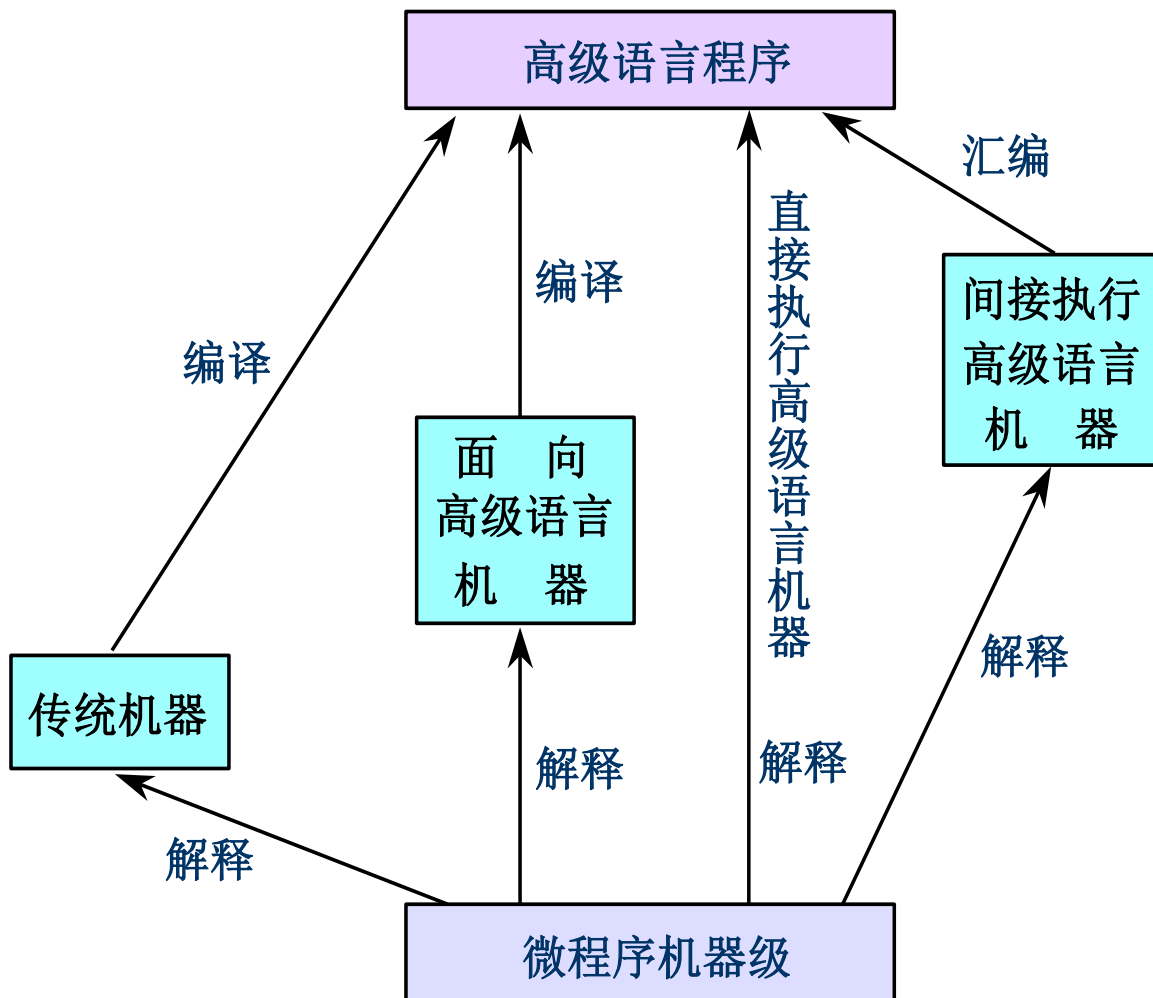 高级语言程序
汇编
直接执行高级语言机器
编译
间接执行
高级语言
机 器
编译
面 向
高级语言
机 器
解释
传统机器
解释
解释
解释
微程序机器级